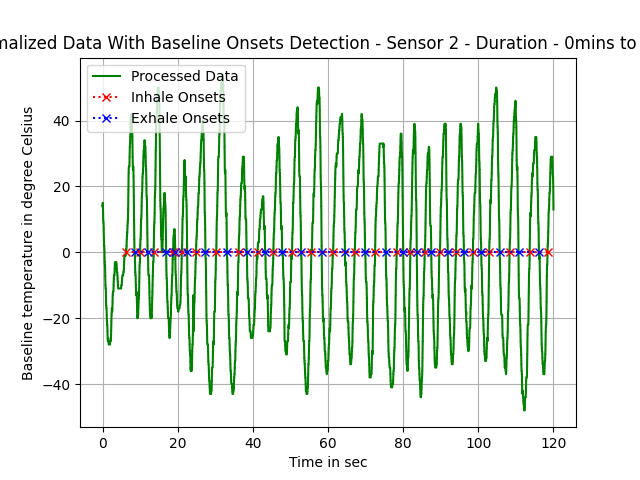 malized Data With Baseline Onsets Detection - Sensor 2 - Duration - 0mins to
Processed Data
Inhale Onsets
Exhale Onsets
Baseline temperature in degree Celsius
40
20
0
−20
−40
0 20 40 60 80 100 120
Time in sec